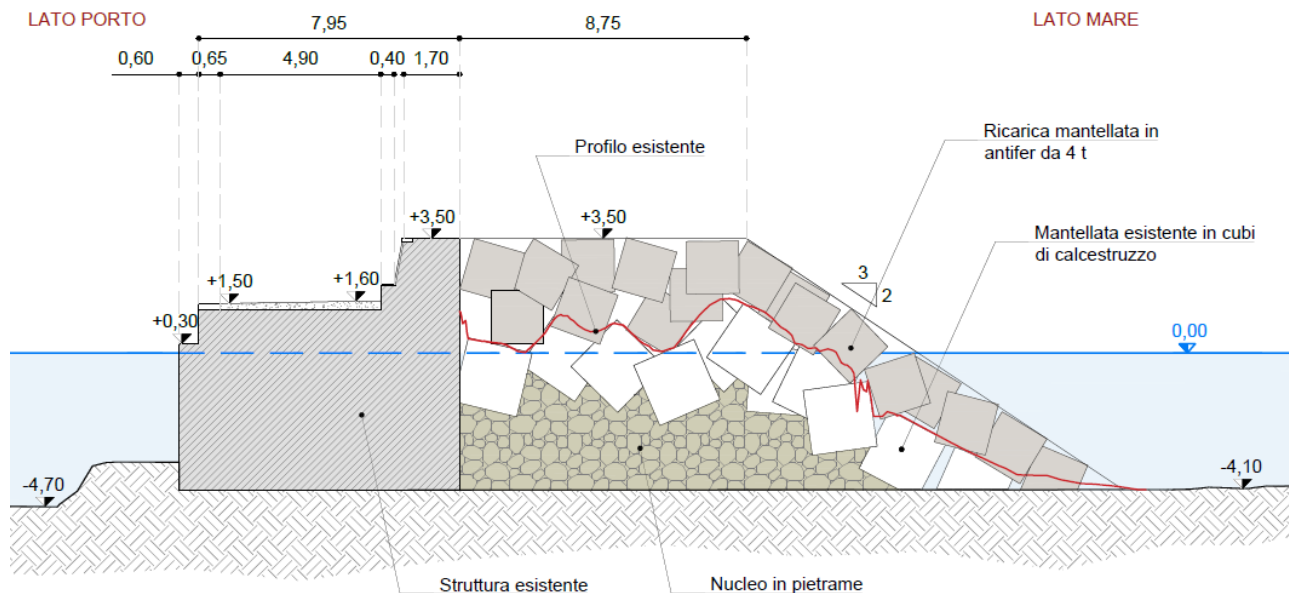 LATO PORTO
LATO MARE
7,95
8,75
0,60
0,65
4,90
0,40
1,70
Ricarica mantellata in
antifer da 4 t
Profilo esistente
+3,50
+3,50
Mantellata esistente in cubi
di calcestruzzo
3
2
+1,50
+1,60
+0,30
0,00
-4,70
-4,10
Struttura esistente
Nucleo in pietrame